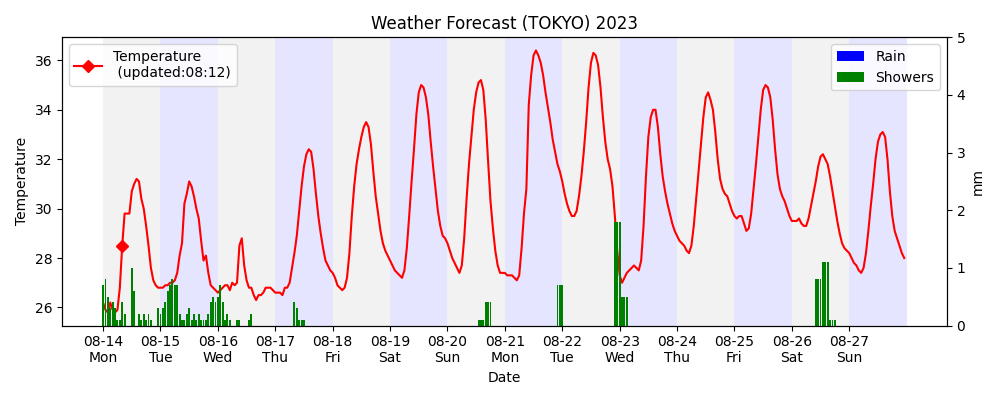 Weather Forecast (TOKYO) 2023
Temperature
(updated:08:12)
Rain
Showers
36
34
32
30
28
26
Temperature
5
4
3
2
1
0
mm
08-14 08-15 08-16 08-17 08-18 08-19 08-20 08-21 08-22 08-23 08-24 08-25 08-26 08-27
Mon Tue Wed Thu Fri Sat Sun Mon Tue Wed Thu Fri Sat Sun
Date